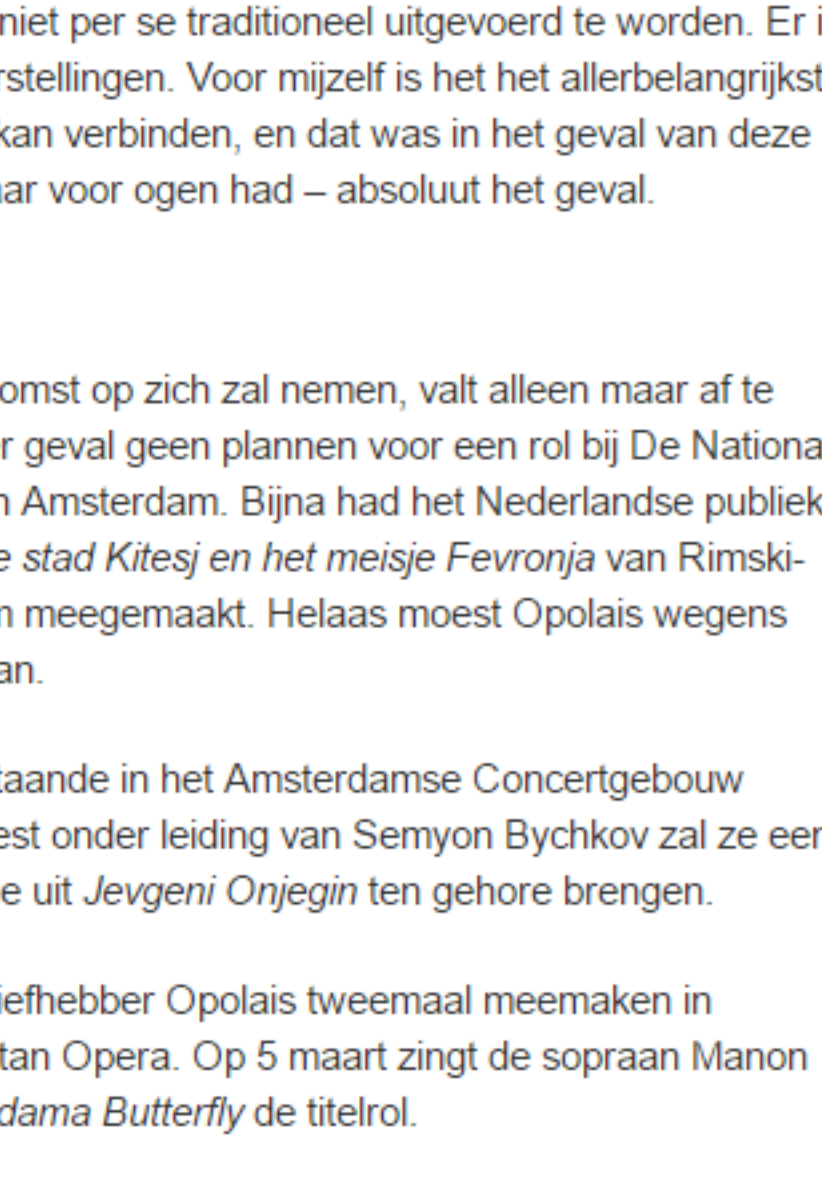 niet per se traditioneel uitgevoerd te worden. Er
rstellingen. Voor mijzelf is het het allerbelangrijkst
kan verbinden, en dat was in het geval van deze
aar voor ogen had – absoluut het geval.
omst op zich zal nemen, valt alleen maar af te
r geval geen plannen voor een rol bij De Nationa
n Amsterdam. Bijna had het Nederlandse publiek
e stad Kitesj en het meisje Fevronja van Rimski-
m meegemaakt. Helaas moest Opolais wegens
an.
taande in het Amsterdamse Concertgebouw
est onder leiding van Semyon Bychkov zal ze een
e uit Jevgeni Onjegin ten gehore brengen.
iefhebber Opolais tweemaal meemaken in
tan Opera. Op 5 maart zingt de sopraan Manon
dama Butterfly de titelrol.